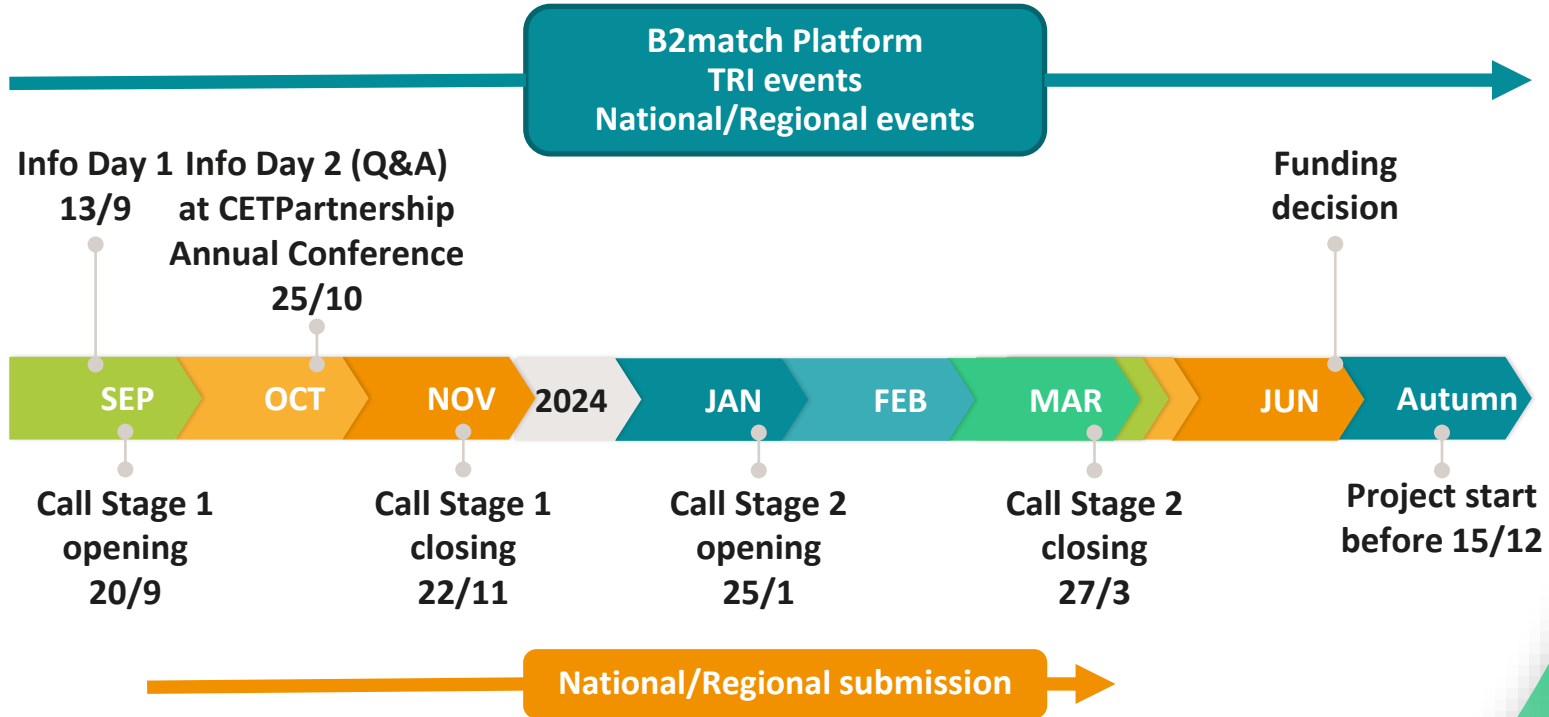 B2match Platform
TRI events
National/Regional events
Info Day 1
13/9
Info Day 2 (Q&A)
at CETPartnership
Annual Conference
25/10
Funding
decision
SEP
OCT
NOV
2024
JAN
FEB
MAR
JUN
Autumn
Call Stage 1
opening
20/9
Call Stage 1
closing
22/11
Call Stage 2
opening
25/1
Call Stage 2
closing
27/3
Project start
before 15/12
National/Regional submission